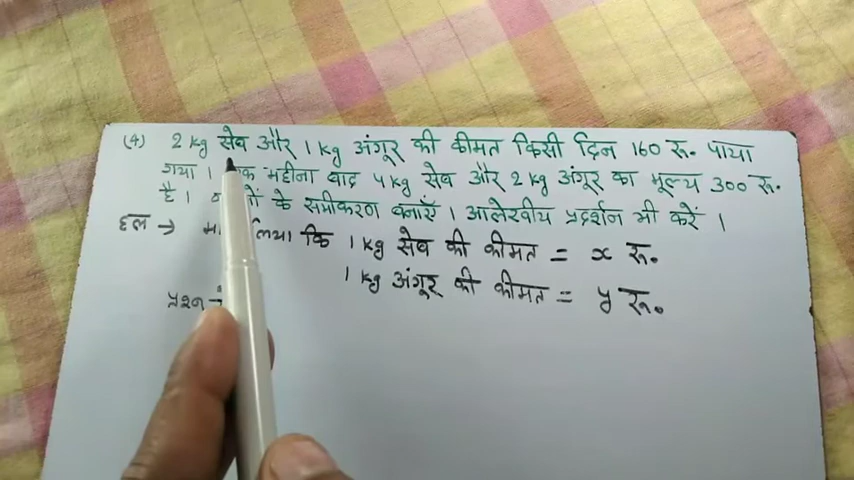 (4) 2 kg सेब और 1 kg अंगूर की कीमत किसी दिन 160 रू. पाया
गया । महीना बाद 4 kg सेब और 2 kg अंगूर का मूल्य 300 रू.
है । के समीकरण बनाएँ । आलेखीय प्रदर्शन भी करें ।
हल → लिया कि 1 kg सेब की कीमत = x रू.
1 kg अंगूर की कीमत = y रू.